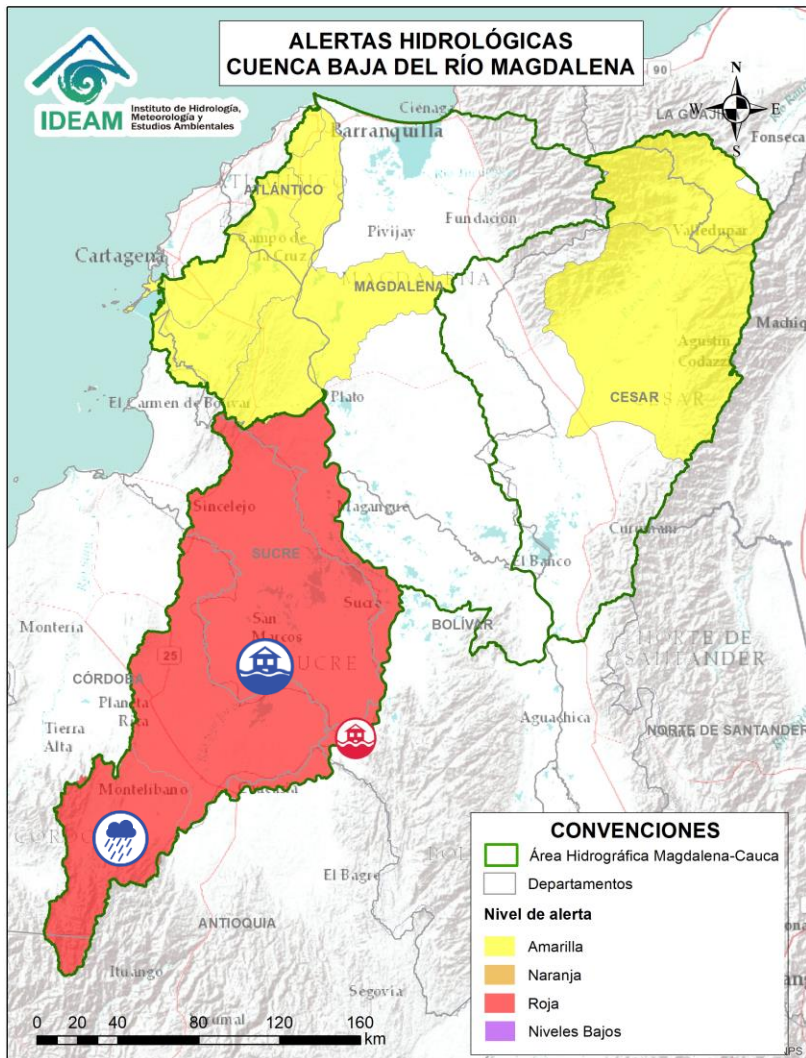 ALERTAS HIDROLÓGICAS
CUENCA BAJA DEL RÍO MAGDALENA
IDEAM
Instituto de Hidrología,
Meteorología y
Estudios Ambientales
90
N
W
E
S
Ciénaga
LA GUAJIRA
Fonseca
Barranquilla
ATLÁNTICO
Cartagena
Campo de
la Cruz
Pivijay
Fundación
Valledupar
MAGDALENA
MAGDALENA
Agustín
Codazzi
CESAR
El Carmen de Bolívar
Plato
Sincelejo
Magangué
SUCRE
Curumaní
El Banco
Sucre
San
Marcos
BOLÍVAR
Montería
25
SUCRE
NORTE DE
SANTANDER
CÓRDOBA
Planeta
Rica
Tierra
Alta
Aguachica
NORTE DE SANTANDER
Montelíbano
Caucasia
El Bagre
ANTIOQUIA
Ituango
Segovia
CONVENCIONES
Área Hidrográfica Magdalena-Cauca
Departamentos
Nivel de alerta
Amarilla
Naranja
Roja
Niveles Bajos
0 20 40 80 120 160
km